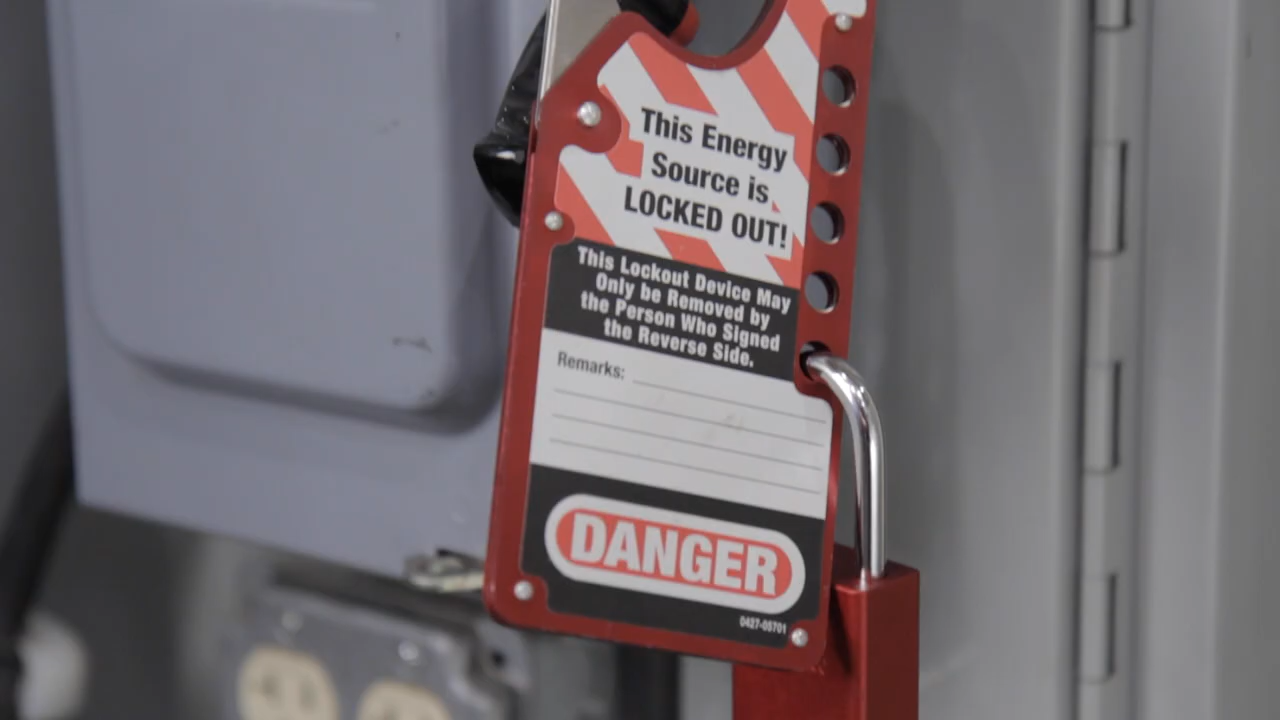 This Energy
Source is
LOCKED OUT!
This Lockout Device May
Only be Removed by
the Person Who Signed
the Reverse Side.
Remarks:
DANGER
0427-05701